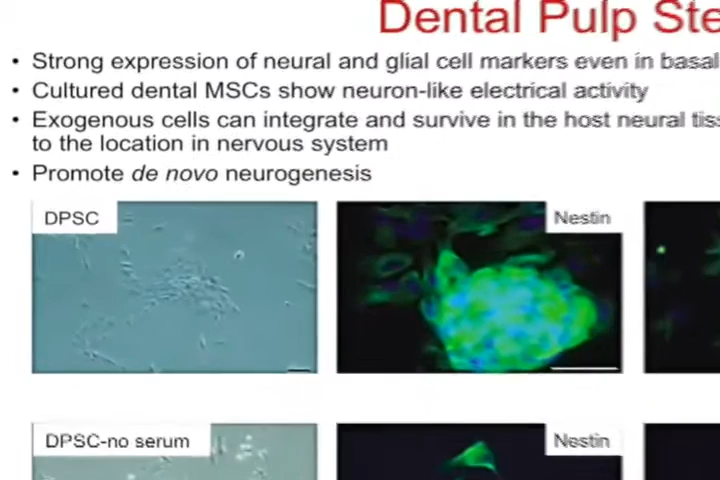 Dental Pulp Ste
• Strong expression of neural and glial cell markers even in basal
• Cultured dental MSCs show neuron-like electrical activity
• Exogenous cells can integrate and survive in the host neural tiss
to the location in nervous system
• Promote de novo neurogenesis
DPSC
Nestin
DPSC-no serum
Nestin